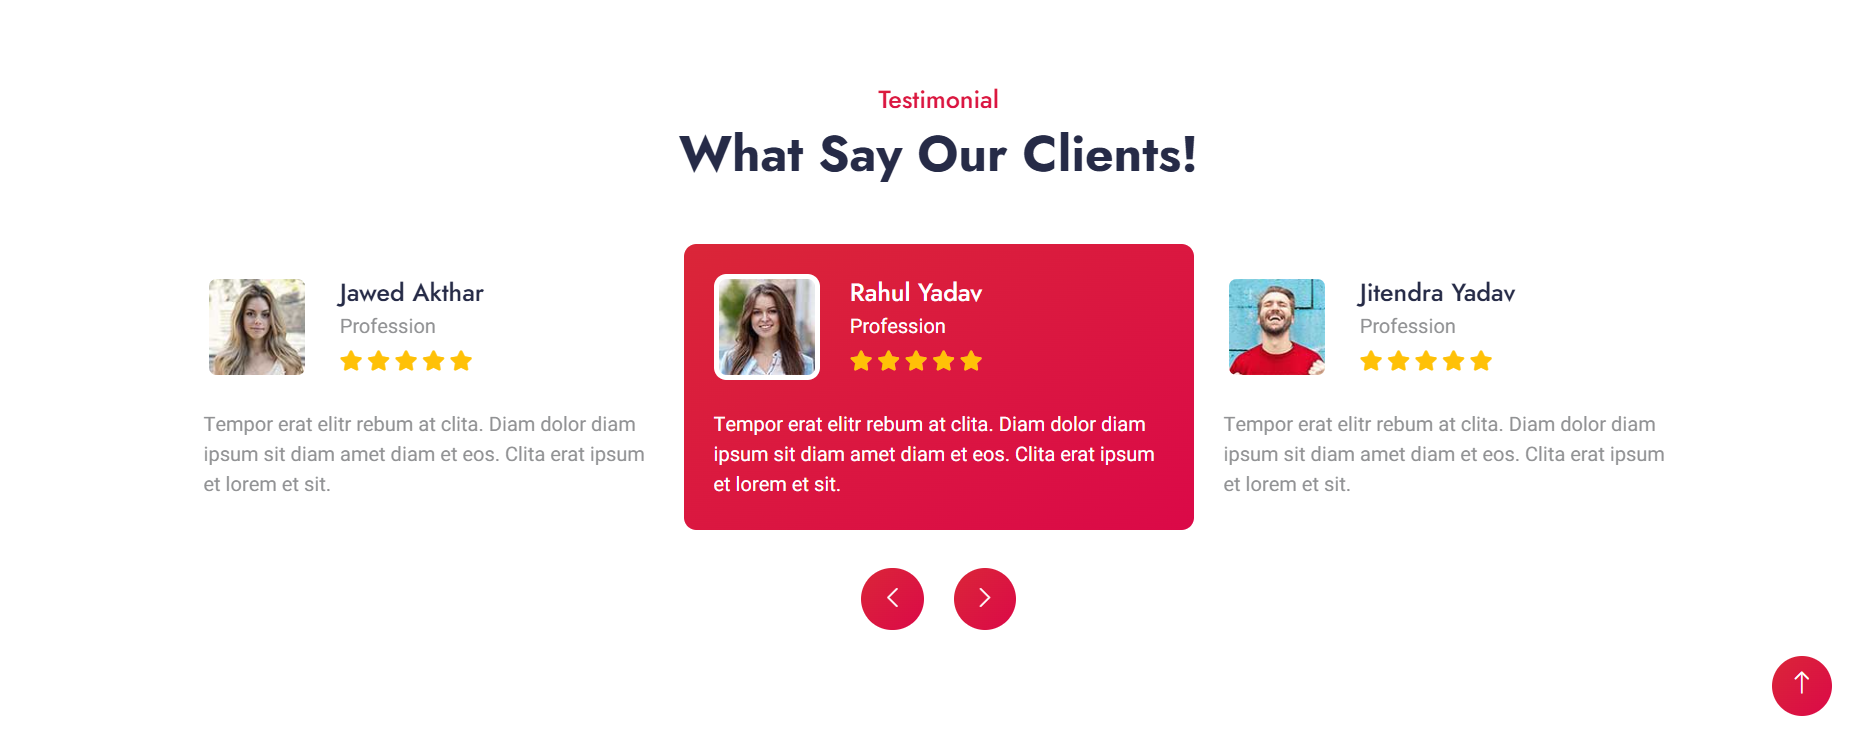 Testimonial
What Say Our Clients!
Jawed Akthar
Profession
Tempor erat elitr rebum at clita. Diam dolor diam
ipsum sit diam amet diam et eos. Clita erat ipsum
et lorem et sit.
Rahul Yadav
Profession
Tempor erat elitr rebum at clita. Diam dolor diam
ipsum sit diam amet diam et eos. Clita erat ipsum
et lorem et sit.
Jitendra Yadav
Profession
Tempor erat elitr rebum at clita. Diam dolor diam
ipsum sit diam amet diam et eos. Clita erat ipsum
et lorem et sit.